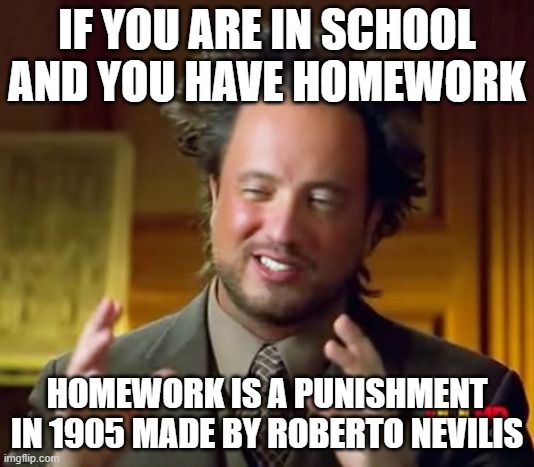 IF YOU ARE IN SCHOOL
AND YOU HAVE HOMEWORK
HOMEWORK IS A PUNISHMENT
IN 1905 MADE BY ROBERTO NEVILIS
imgflip.com